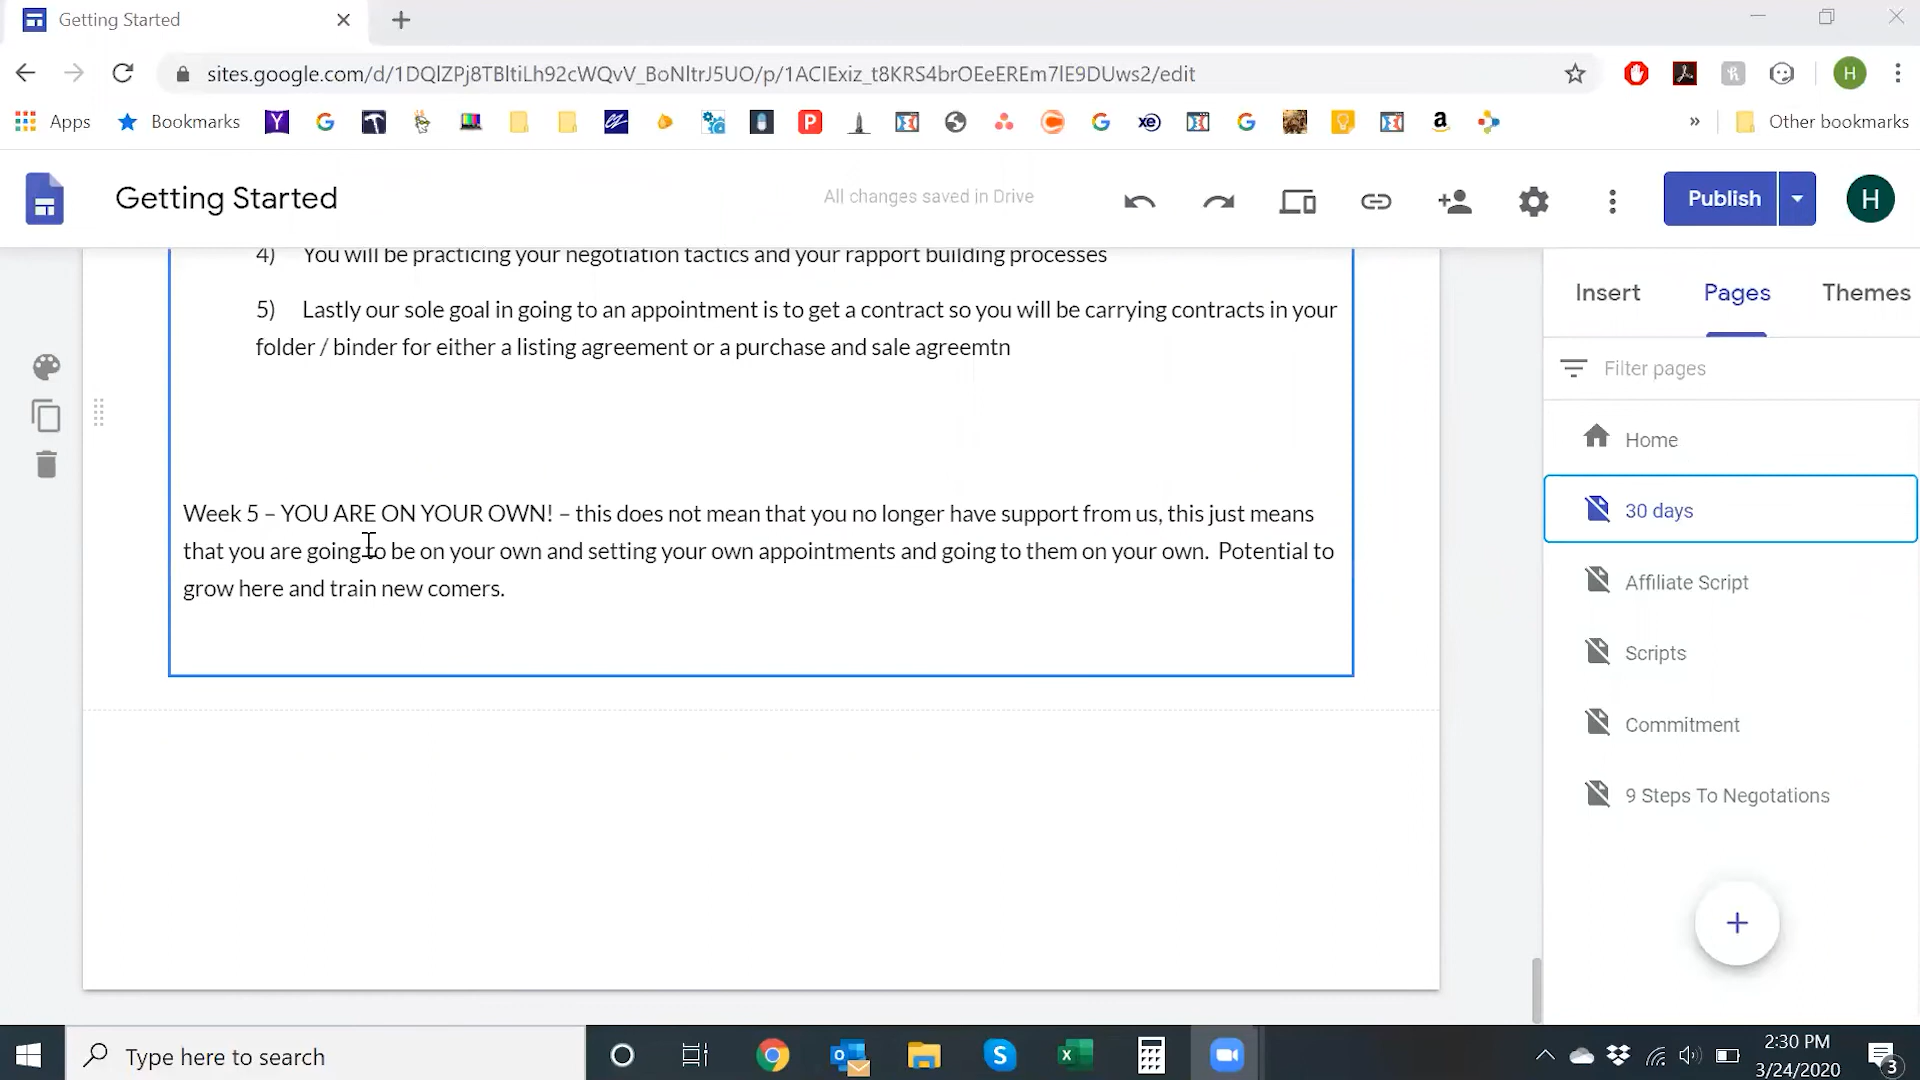 Getting Started
sites.google.com/d/1DQlZPj8TBltiLh92cWQvV_BoNltrJ5UO/p/1ACIExiz_t8KRS4brOEeEREm7lE9DUws2/edit
H
Apps
Bookmarks
Other bookmarks
Getting Started
All changes saved in Drive
Publish
H
4) You will be practicing your negotiation tactics and your rapport building processes
5) Lastly our sole goal in going to an appointment is to get a contract so you will be carrying contracts in your
folder / binder for either a listing agreement or a purchase and sale agreemtn
Week 5 – YOU ARE ON YOUR OWN! – this does not mean that you no longer have support from us, this just means
that you are going to be on your own and setting your own appointments and going to them on your own. Potential to
grow here and train new comers.
Insert
Pages
Themes
Filter pages
Home
30 days
Affiliate Script
Scripts
Commitment
9 Steps To Negotations
Type here to search
2:30 PM
3/24/2020
3